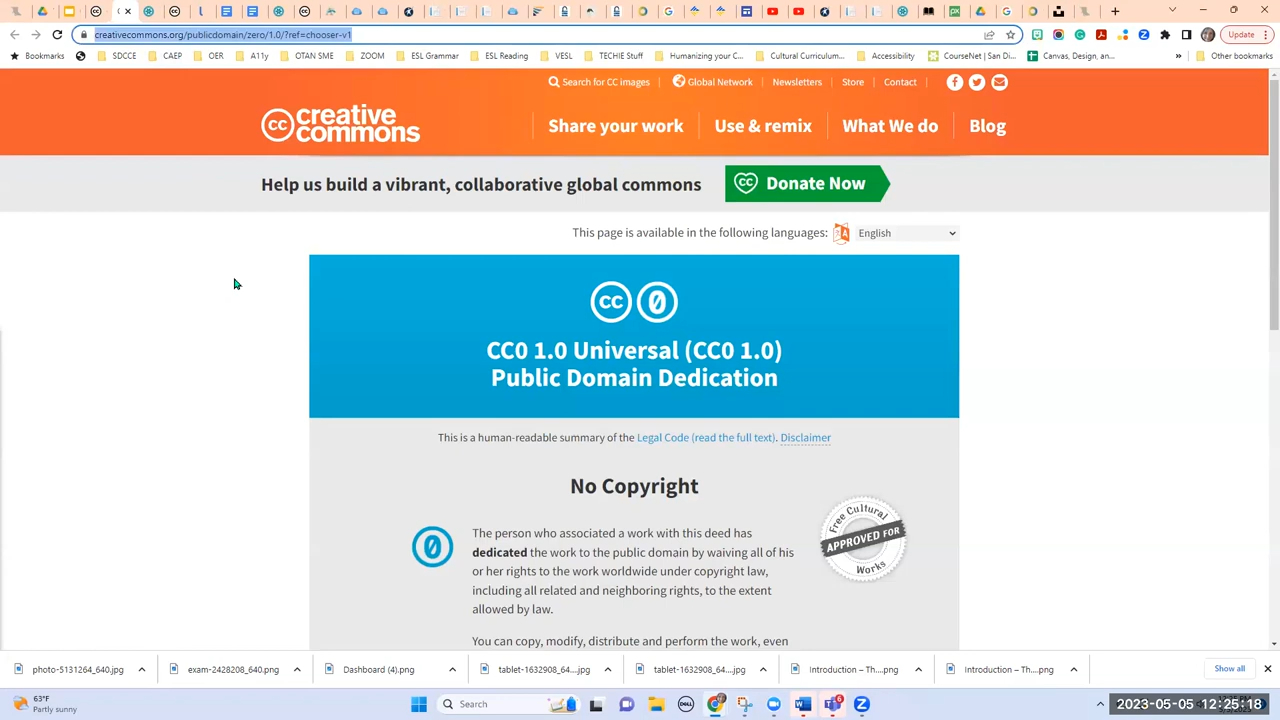 creativecommons.org/publicdomain/zero/1.0/?ref=chooser-v1
Update
Bookmarks
SDCCE
CAEP
OER
A11y
OTAN SME
ZOOM
ESL Grammar
ESL Reading
VESL
TECHIE Stuff
Humanizing your...
Cultural Curriculum...
Accessibility
CourseNet | San Di...
Canvas, Design, an...
»
Other bookmarks
Search for CC images
Global Network
Newsletters
Store
Contact
cc creative commons
Share your work
Use & remix
What We do
Blog
Help us build a vibrant, collaborative global commons
Donate Now
This page is available in the following languages:
English
CC0 1.0 Universal (CC0 1.0)
Public Domain Dedication
This is a human-readable summary of the Legal Code (read the full text). Disclaimer
No Copyright
The person who associated a work with this deed has
dedicated the work to the public domain by waiving all of his
or her rights to the work worldwide under copyright law,
including all related and neighboring rights, to the extent
allowed by law.
You can copy, modify, distribute and perform the work, even
Free Cultural
APPROVED FOR
Works
photo-5131264_640.jpg
exam-2428208_640.png
Dashboard (4).png
tablet-1632908_64....jpg
tablet-1632908_64....jpg
Introduction – Th....png
Introduction – Th....png
Show all
63°F
Partly sunny
Search
DELL
6
2023-05-05 12:25:18